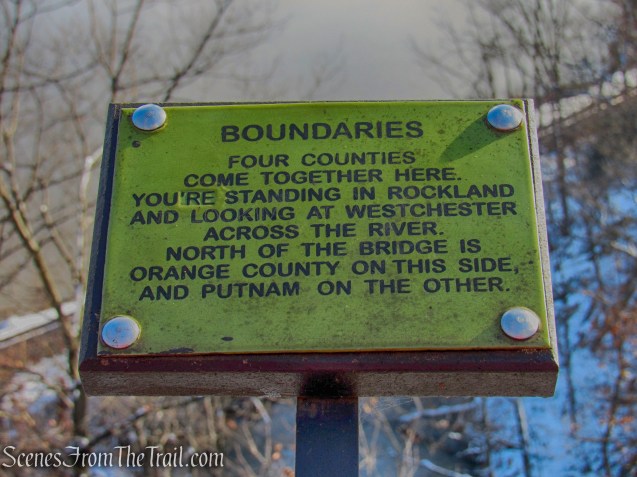 BOUNDARIES
FOUR COUNTIES
COME TOGETHER HERE.
YOU'RE STANDING IN ROCKLAND
AND LOOKING AT WESTCHESTER
ACROSS THE RIVER.
NORTH OF THE BRIDGE IS
ORANGE COUNTY ON THIS SIDE,
AND PUTNAM ON THE OTHER.
SCENESFROMTHETRAIL.COM